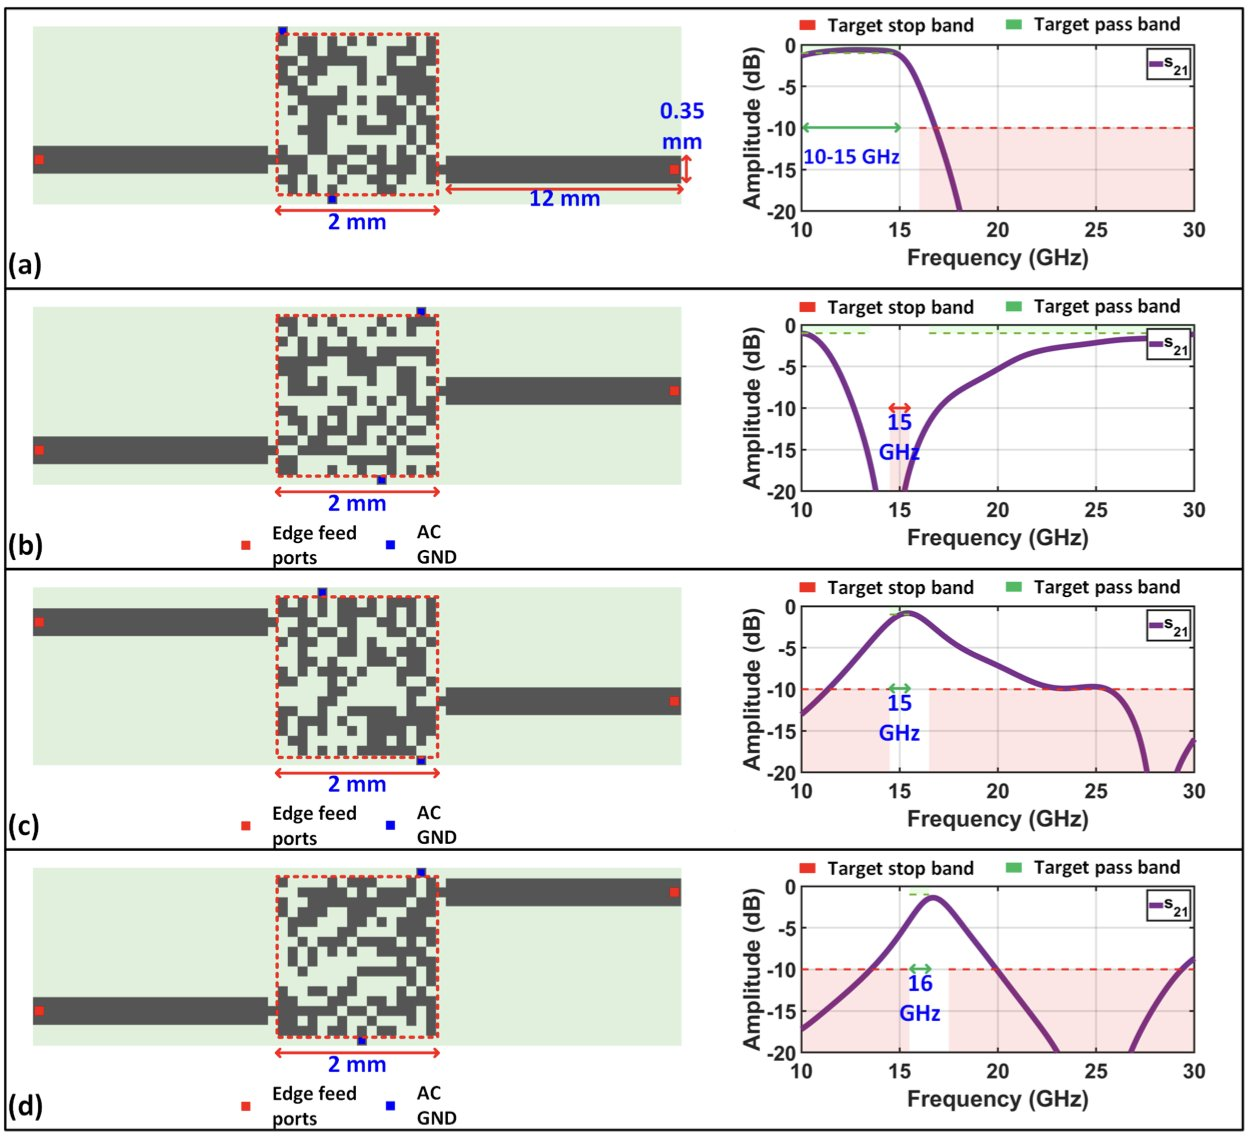 Target stop band
Target pass band
0
-5
-10
-15
-20
Amplitude (dB)
s21
10-15 GHz
10 15 20 25 30
Frequency (GHz)
0.35
mm
12 mm
2 mm
(a)
Target stop band
Target pass band
0
-5
-10
-15
-20
Amplitude (dB)
s21
15
GHz
10 15 20 25 30
Frequency (GHz)
2 mm
Edge feed
ports
AC
GND
(b)
Target stop band
Target pass band
0
-5
-10
-15
-20
Amplitude (dB)
s21
15
GHz
10 15 20 25 30
Frequency (GHz)
2 mm
Edge feed
ports
AC
GND
(c)
Target stop band
Target pass band
0
-5
-10
-15
-20
Amplitude (dB)
s21
16
GHz
10 15 20 25 30
Frequency (GHz)
2 mm
Edge feed
ports
AC
GND
(d)